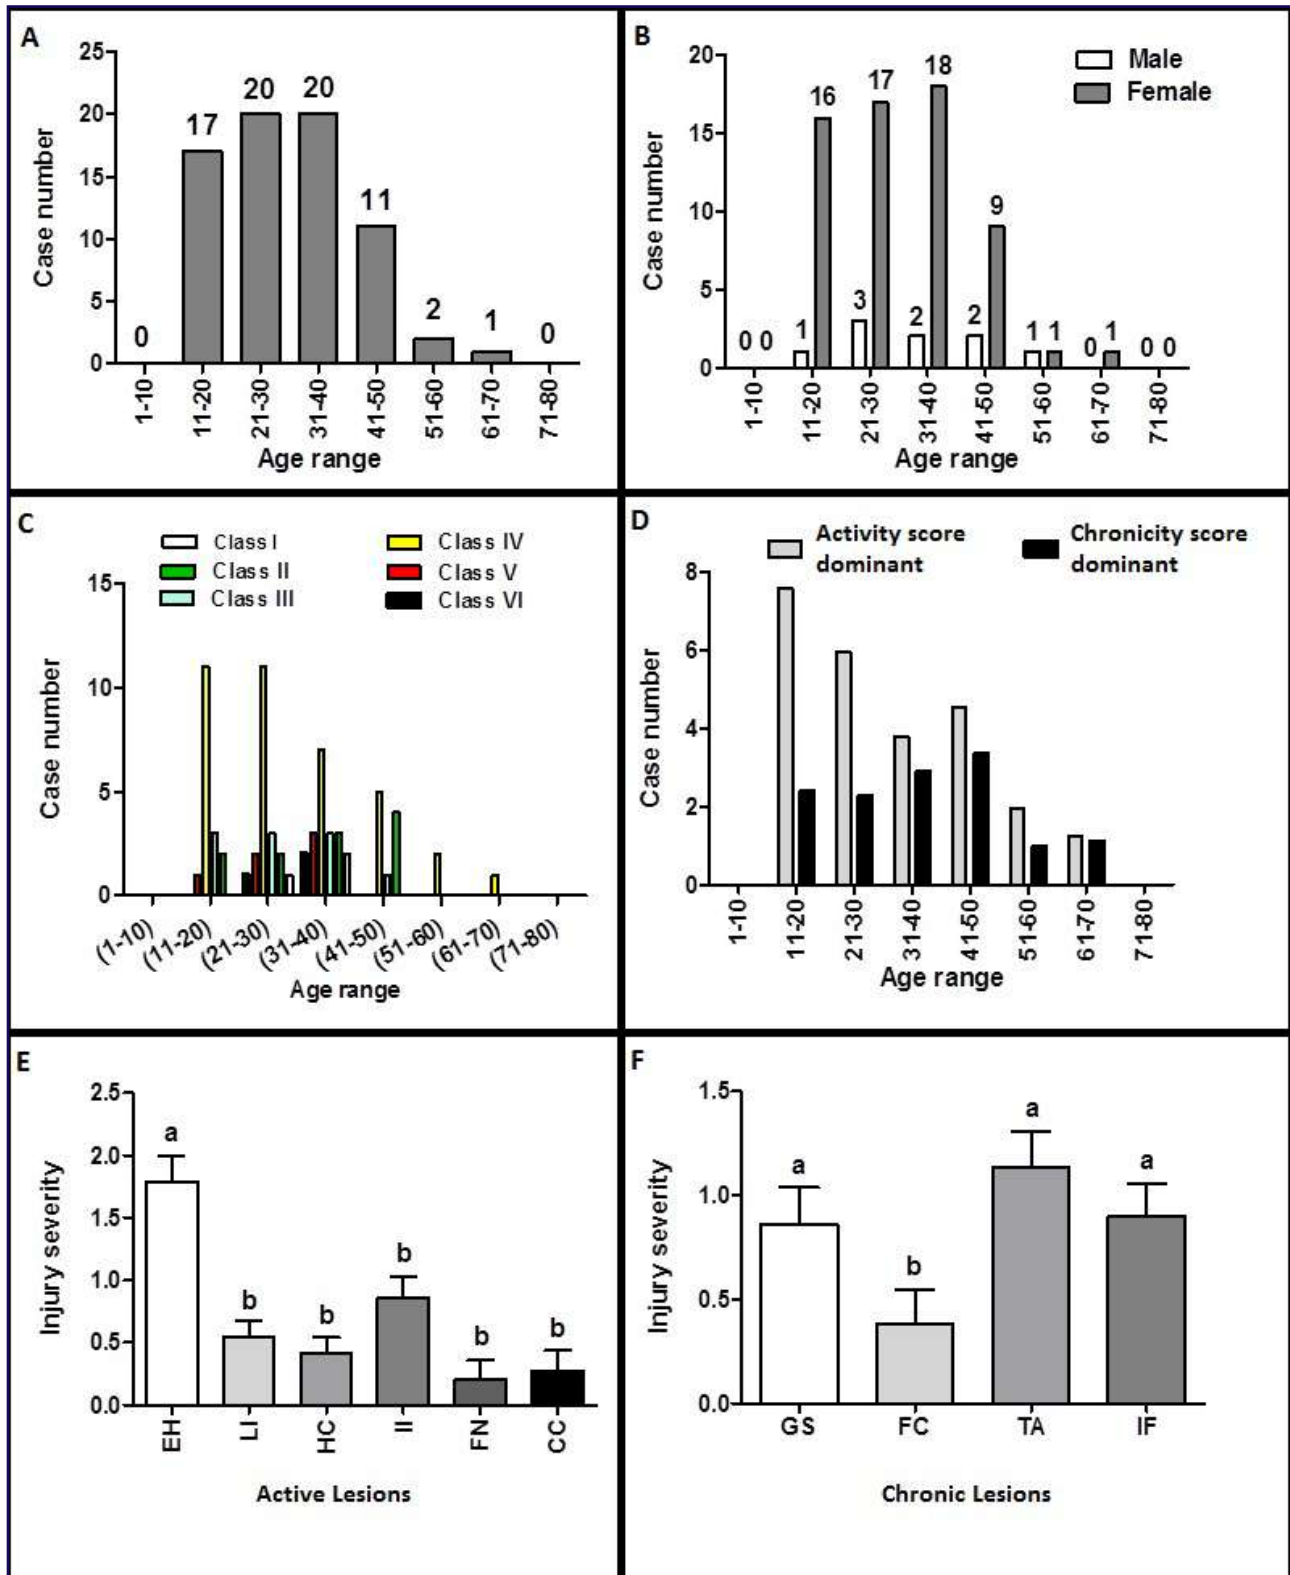 A
Case number
25
20
15
10
5
0
0
17
20
20
11
2
1
0
1-10
11-20
21-30
31-40
41-50
51-60
61-70
71-80
Age range
B
Male
Female
Case number
20
15
10
5
0
0 0
1 16
3 17
2 18
2 9
1 1
0 1
0 0
1-10
11-20
21-30
31-40
41-50
51-60
61-70
71-80
Age range
C
Class I
Class II
Class III
Class IV
Class V
Class VI
Case number
15
10
5
0
(1-10)
(11-20)
(21-30)
(31-40)
(41-50)
(51-60)
(61-70)
(71-80)
Age range
D
Activity score
dominant
Chronicity score
dominant
Case number
8
6
4
2
0
1-10
11-20
21-30
31-40
41-50
51-60
61-70
71-80
Age range
E
Injury severity
2.5
2.0
1.5
1.0
0.5
0.0
a
b
b
b
b
b
EH
LI
HC
II
FN
CC
Active Lesions
F
Injury severity
1.5
1.0
0.5
0.0
a
b
a
a
GS
FC
TA
IF
Chronic Lesions